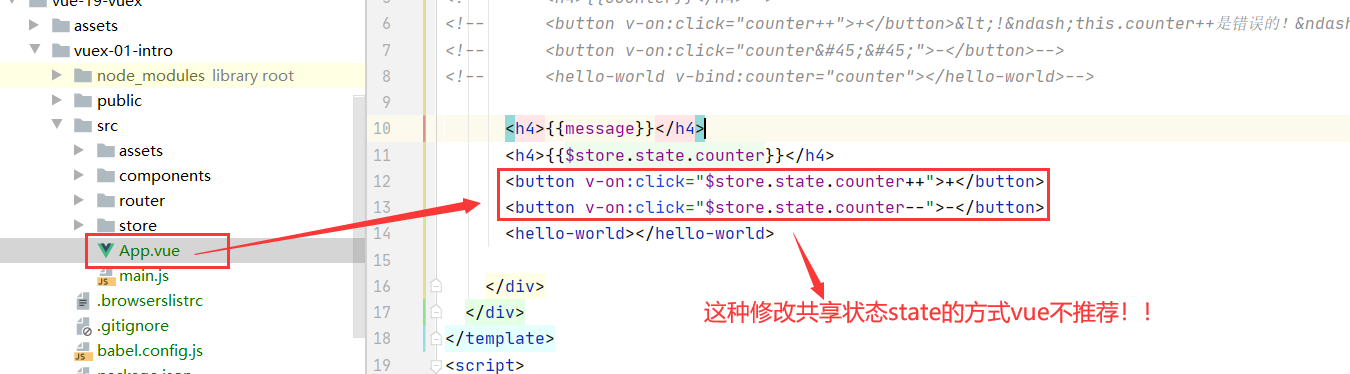 vue-19-vuex
assets
vuex-01-intro
node_modules library root
public
src
assets
components
router
store
App.vue
main.js
.browserslistrc
.gitignore
babel.config.js
6 <!-- <button v-on:click="counter++">+</button>&lt;!&ndash;this.counter++是错误的！&ndash
7 <!-- <button v-on:click="counter&#45;&#45;">-</button>-->
8 <!-- <hello-world v-bind:counter="counter"></hello-world>-->
9
10 <h4>{{message}}</h4>
11 <h4>{{$store.state.counter}}</h4>
12 <button v-on:click="$store.state.counter++">+</button>
13 <button v-on:click="$store.state.counter--">-</button>
14 <hello-world></hello-world>
15
16 </div>
17 </div>
18 </template>
19 <script>
这种修改共享状态state的方式vue不推荐！！